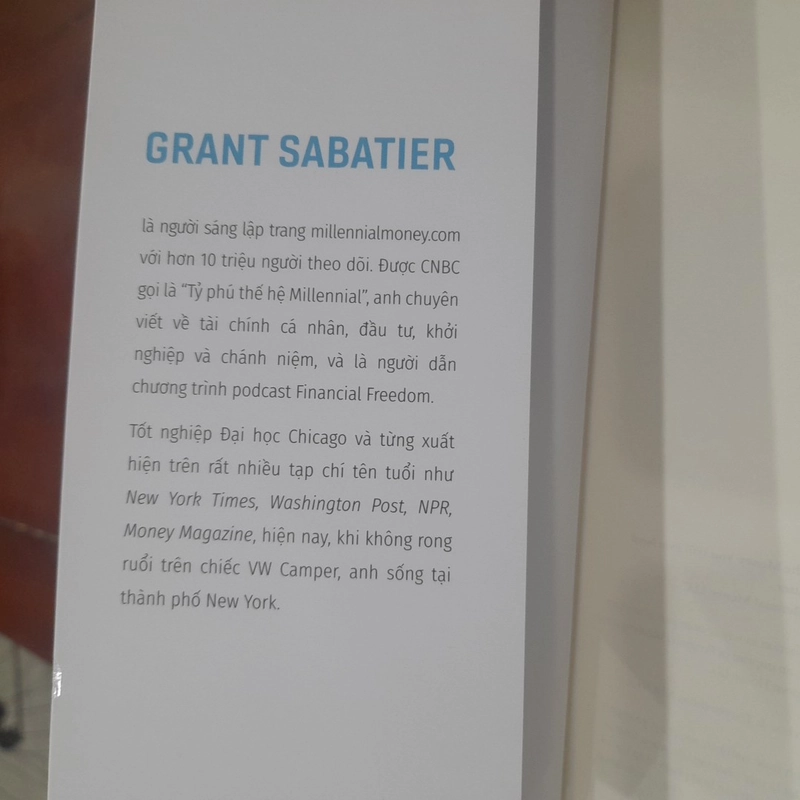 GRANT SABATIER
là người sáng lập trang millennialmoney.com
với hơn 10 triệu người theo dõi. Được CNBC
gọi là “Tỷ phú thế hệ Millennial”, anh chuyên
viết về tài chính cá nhân, đầu tư, khởi
nghiệp và chánh niệm, và là người dẫn
chương trình podcast Financial Freedom.
Tốt nghiệp Đại học Chicago và từng xuất
hiện trên rất nhiều tạp chí tên tuổi như
New York Times, Washington Post, NPR,
Money Magazine, hiện nay, khi không rong
ruổi trên chiếc VW Camper, anh sống tại
thành phố New York.